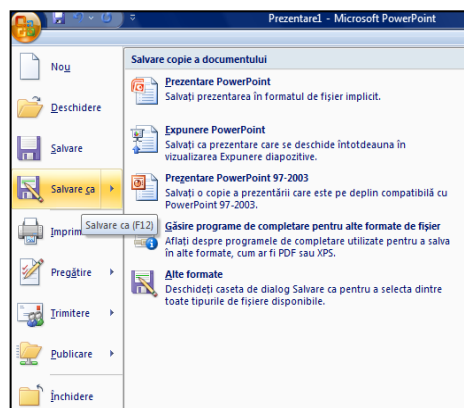 Prezentare1 - Microsoft PowerPoint
Nou
Deschidere
Salvare
Salvare ca
Salvare ca (F12)
Pregătire
Trimitere
Publicare
Închidere
Salvare copie a documentului
Prezentare PowerPoint
Salvați prezentarea în formatul de fișier implicit.
Expunere PowerPoint
Salvați ca prezentare care se deschide întotdeauna în
vizualizarea Expunere diapozitive.
Prezentare PowerPoint 97-2003
Salvați o copie a prezentării care este pe deplin compatibilă cu
PowerPoint 97-2003.
Găsire programe de completare pentru alte formate de fișier
Aflați despre programele de completare utilizate pentru a salva
în alte formate, cum ar fi PDF sau XPS.
Alte formate
Deschideți caseta de dialog Salvare ca pentru a selecta dintre
toate tipurile de fișiere disponibile.